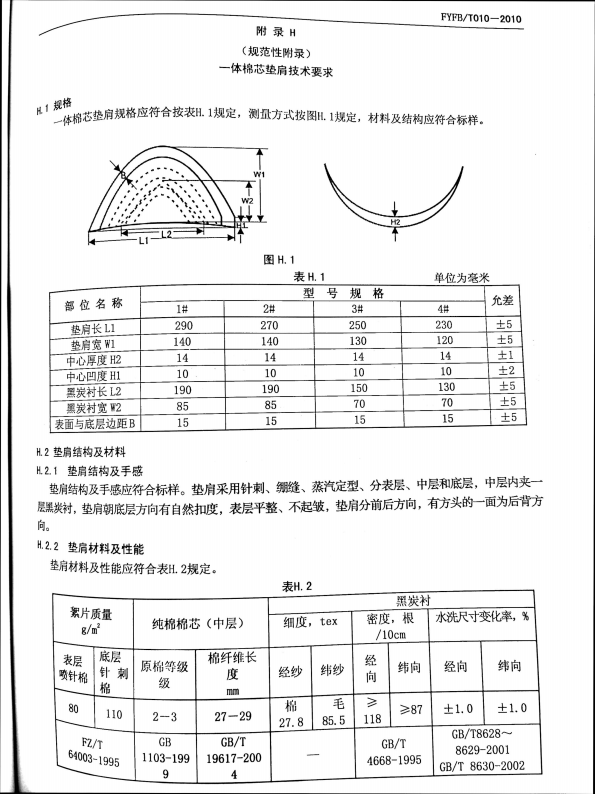 FYFB/T010—2010
附 录 H
（规范性附录）
一体棉芯垫肩技术要求
H.1 规格
一体棉芯垫肩规格应符合按表H.1规定，测量方式按图H.1规定，材料及结构应符合标样。
B
W1
W2
H1
L2
L1
H2
图 H.1
表 H.1 单位为毫米
部 位 名 称 型 号 规 格 允差
1# 2# 3# 4#
垫肩长 L1 290 270 250 230 ±5
垫肩宽 W1 140 140 130 120 ±5
中心厚度 H2 14 14 14 14 ±1
中心凹度 H1 10 10 10 10 ±2
黑炭衬长 L2 190 190 150 130 ±5
黑炭衬宽 W2 85 85 70 70 ±5
表面与底层边距 B 15 15 15 15 ±5
H.2 垫肩结构及材料
H.2.1 垫肩结构及手感
垫肩结构及手感应符合标样。垫肩采用针刺、绷缝、蒸汽定型、分表层、中层和底层，中层内夹一
层黑炭衬，垫肩朝底层方向有自然扣度，表层平整、不起皱，垫肩分前后方向，有方头的一面为后背方
向。
H.2.2 垫肩材料及性能
垫肩材料及性能应符合表H.2规定。
表H.2
絮片质量
g/m²
纯棉棉芯（中层）
黑炭衬
细度，tex
密度，根
/10cm
水洗尺寸变化率，%
表层
喷针棉
底层
针 刺
棉
原棉等级
级
棉纤维长
度
mm
经纱 纬纱
经
向
纬向 经向 纬向
80 110 2—3 27—29
棉
27.8
毛
85.5
≥
118
≥87 ±1.0 ±1.0
FZ/T
64003-1995
GB
1103-199
9
GB/T
19617-200
4
—
GB/T
4668-1995
GB/T8628～
8629-2001
GB/T 8630-2002